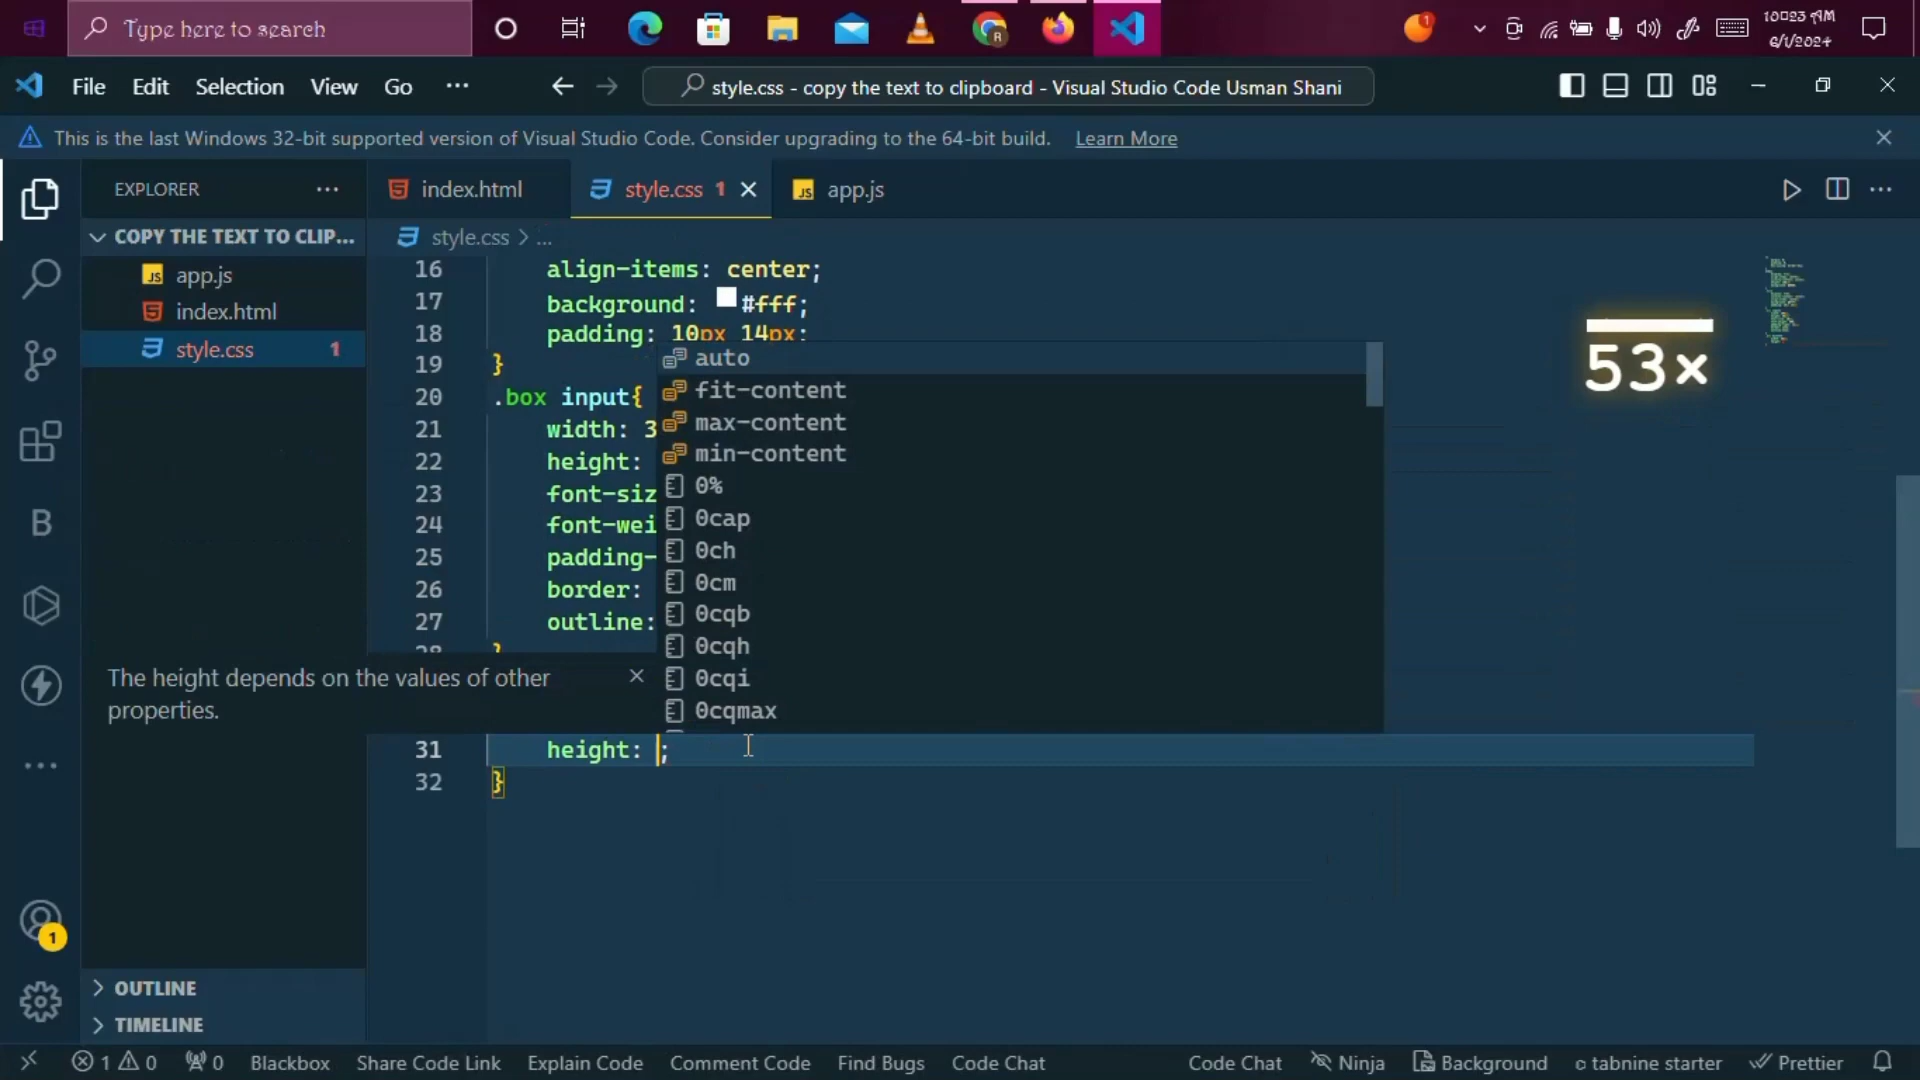 Type here to search
1
R
10:23 AM
6/1/2024
File Edit Selection View Go ···
style.css - copy the text to clipboard - Visual Studio Code Usman Shani
This is the last Windows 32-bit supported version of Visual Studio Code. Consider upgrading to the 64-bit build. Learn More
EXPLORER ···
index.html
style.css 1
JS app.js
COPY THE TEXT TO CLIP...
style.css > ...
JS app.js
index.html
style.css 1
16 align-items: center;
17 background: #fff;
18 padding: 10px 14px;
19 }
20 .box input{
21 width: 3
22 height:
23 font-siz
24 font-wei
25 padding-
26 border:
27 outline:
auto
fit-content
max-content
min-content
0%
0cap
0ch
0cm
0cqb
0cqh
0cqi
0cqmax
53×
B
The height depends on the values of other
properties.
31 height: ;
32 }
1
OUTLINE
TIMELINE
1 0 0 Blackbox Share Code Link Explain Code Comment Code Find Bugs Code Chat Code Chat Ninja Background tabnine starter Prettier